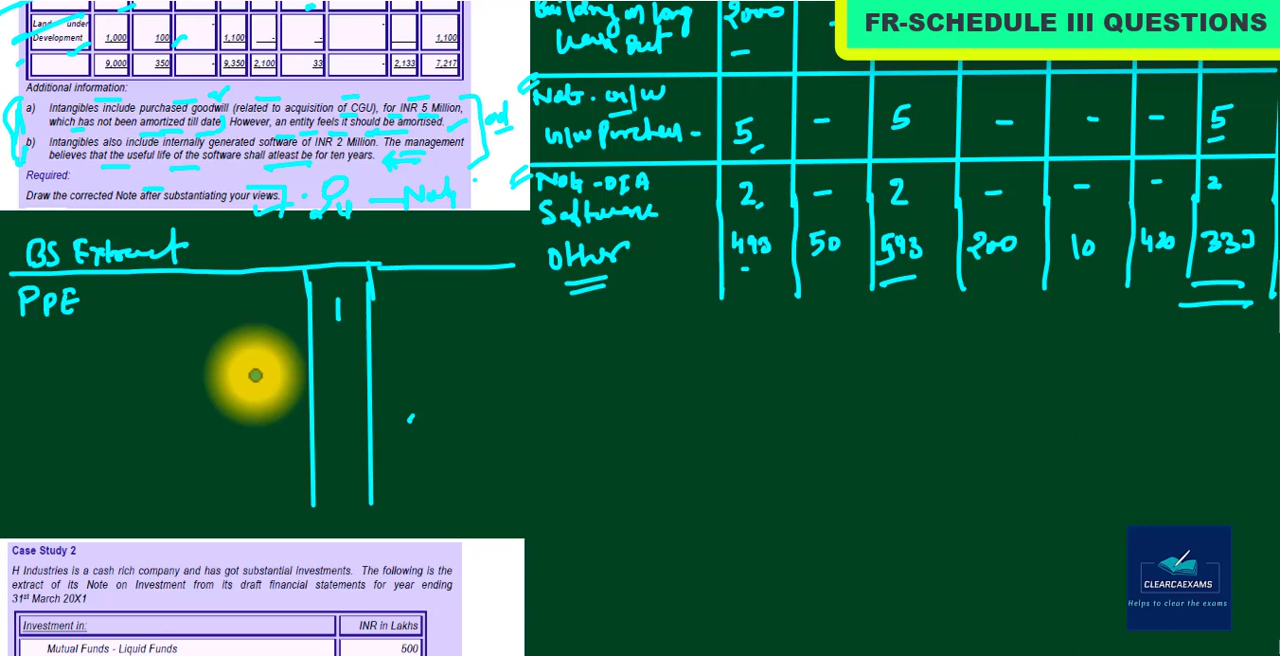 FR-SCHEDULE III QUESTIONS
Land under
Development 1,000 100 - 1,100 - - - 1,100
9,000 350 - 9,350 2,100 33 - 2,133 7,217
Additional information:
a) Intangibles include purchased goodwill (related to acquisition of CGU), for INR 5 Million,
which has not been amortized till date. However, an entity feels it should be amortised.
b) Intangibles also include internally generated software of INR 2 Million. The management
believes that the useful life of the software shall atleast be for ten years.
Required:
Draw the corrected Note after substantiating your views.
BS Extract
PPE 1
Building on long 2000
-
5 - 5 - - - 5
2 - 2 - - - 2
Software
Other 493 50 593 200 10 420
Case Study 2
H Industries is a cash rich company and has got substantial investments. The following is the
extract of its Note on Investment from its draft financial statements for year ending
31st March 20X1
Investment in: INR in Lakhs
Mutual Funds - Liquid Funds 500
CLEARCAEXAMS
Helps to clear the exams